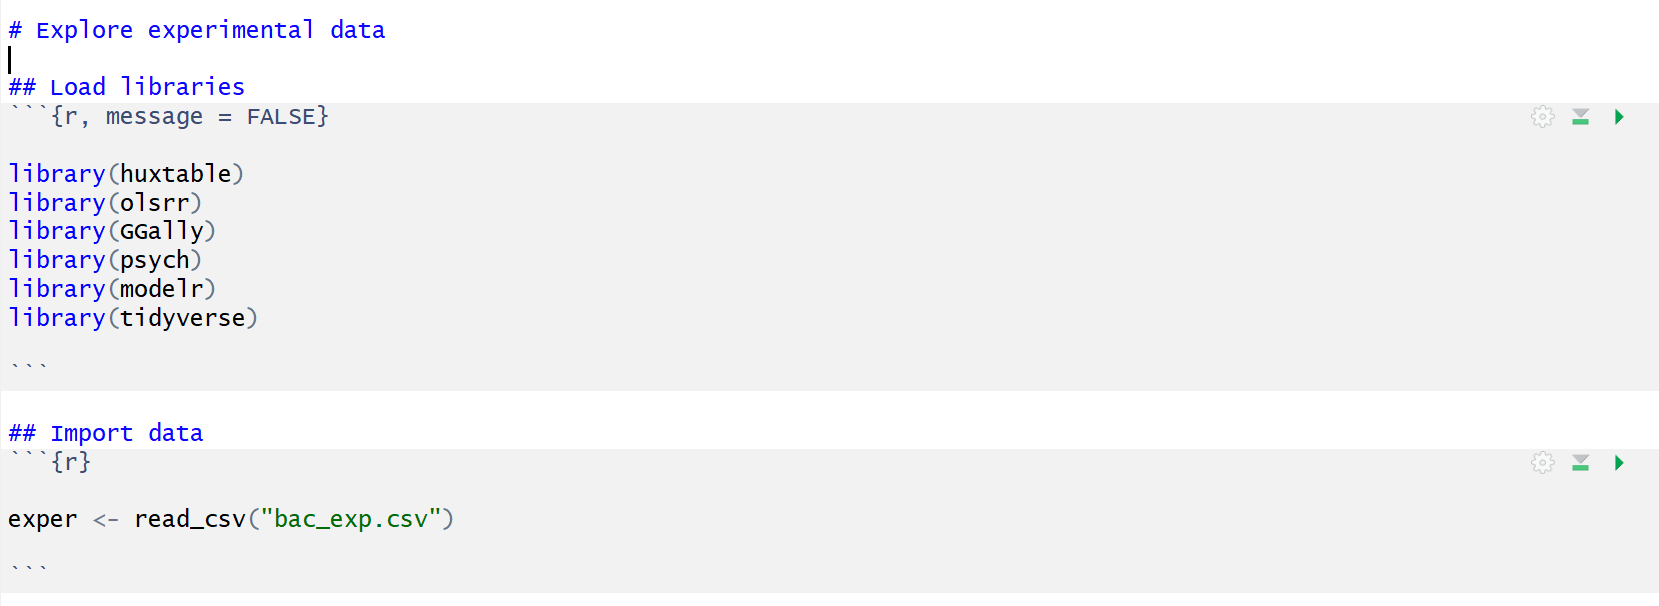 # Explore experimental data
## Load libraries
```{r, message = FALSE}
library(huxtable)
library(olsrr)
library(GGally)
library(psych)
library(modelr)
library(tidyverse)
```
## Import data
```{r}
exper <- read_csv("bac_exp.csv")
```